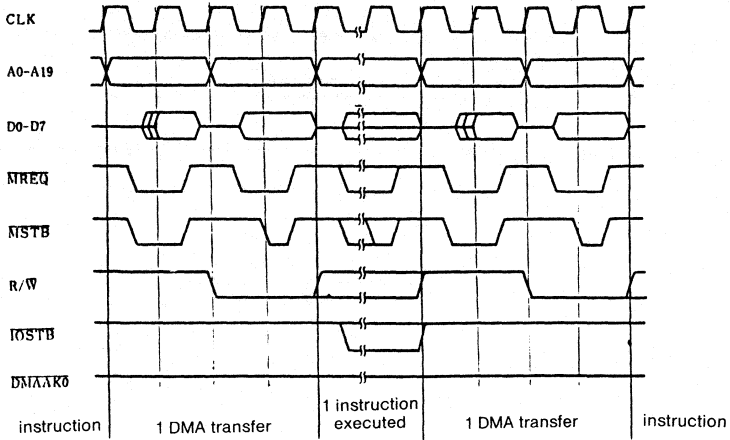 CLK
A0-A19
D0-D7
MREQ
MSTB
R/W
IOSTB
DMAAK0
instruction
1 DMA transfer
1 instruction
executed
1 DMA transfer
instruction